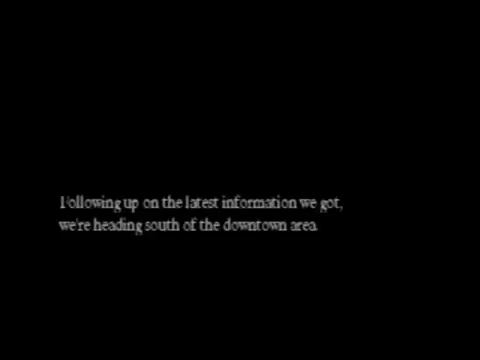 Following up on the latest information we got,
we're heading south of the downtown area.